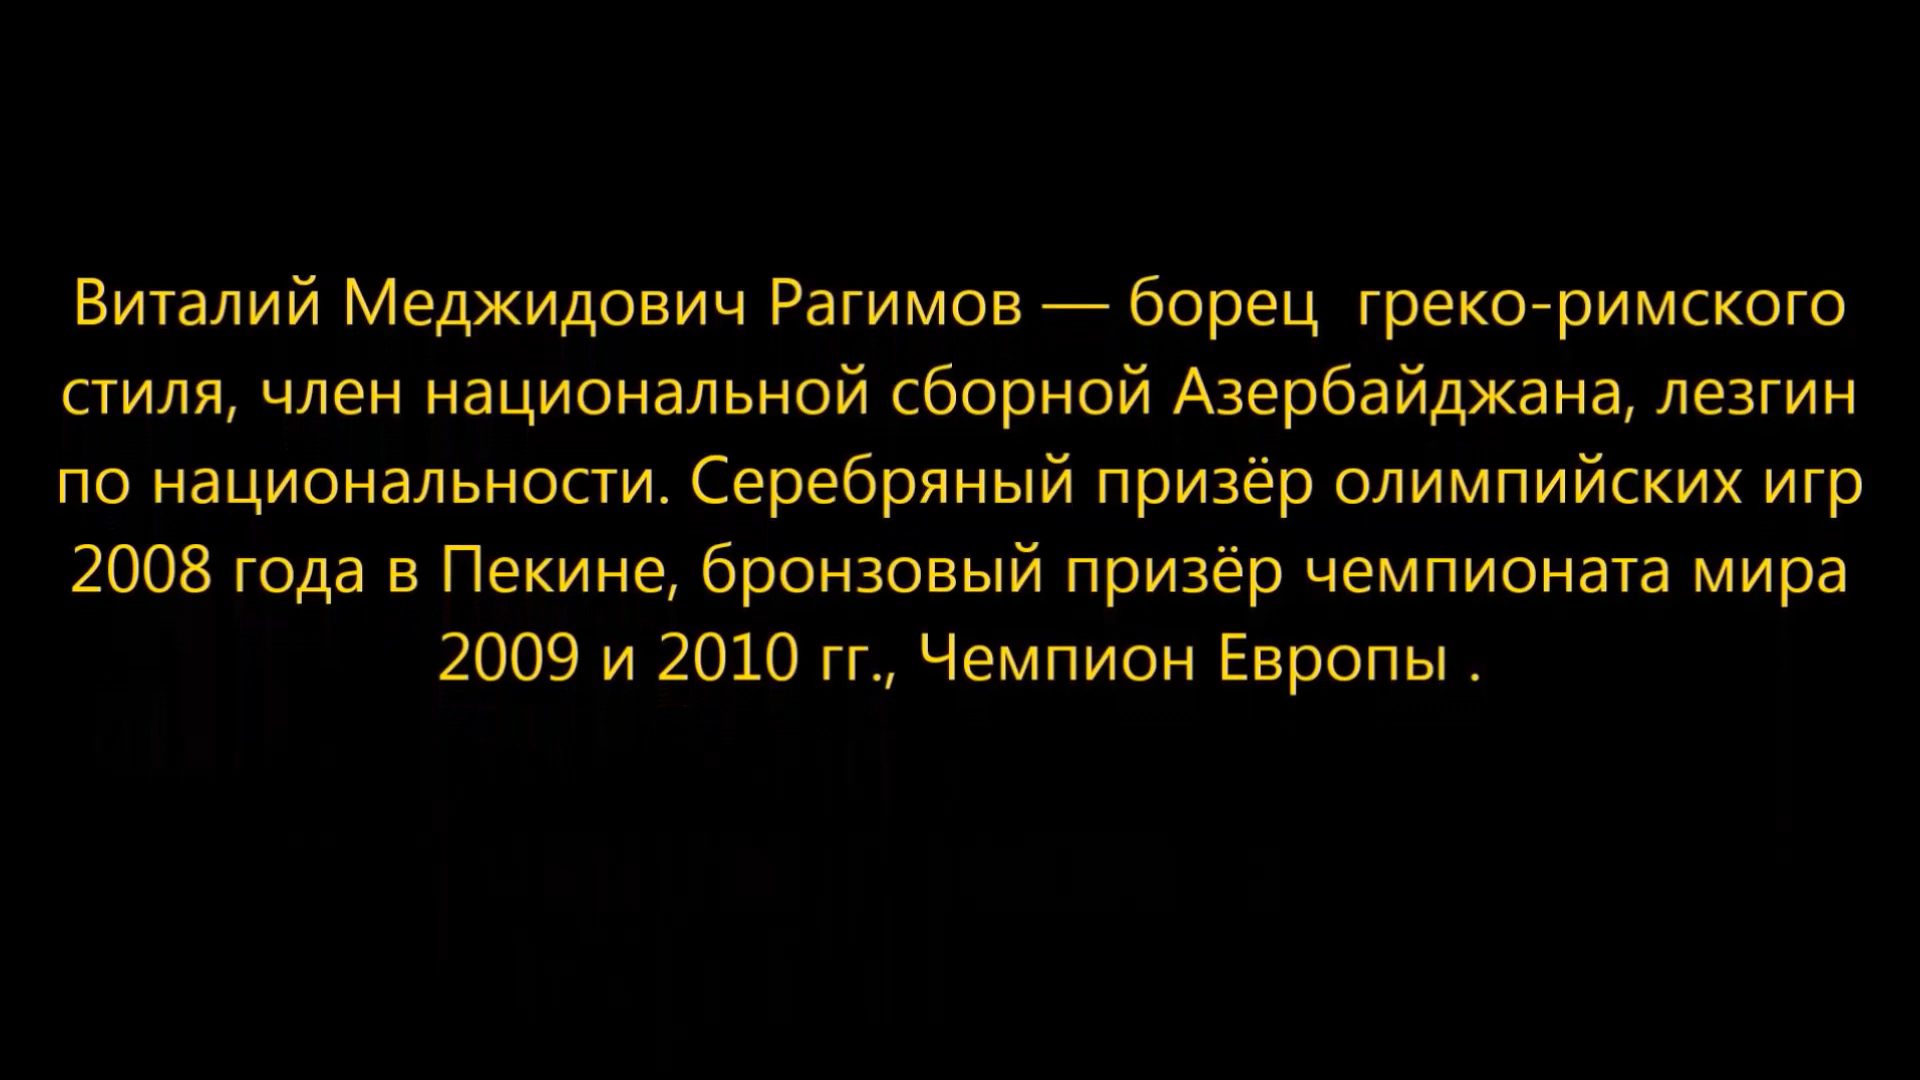 Виталий Меджидович Рагимов — борец греко-римского
стиля, член национальной сборной Азербайджана, лезгин
по национальности. Серебряный призёр олимпийских игр
2008 года в Пекине, бронзовый призёр чемпионата мира
2009 и 2010 гг., Чемпион Европы .